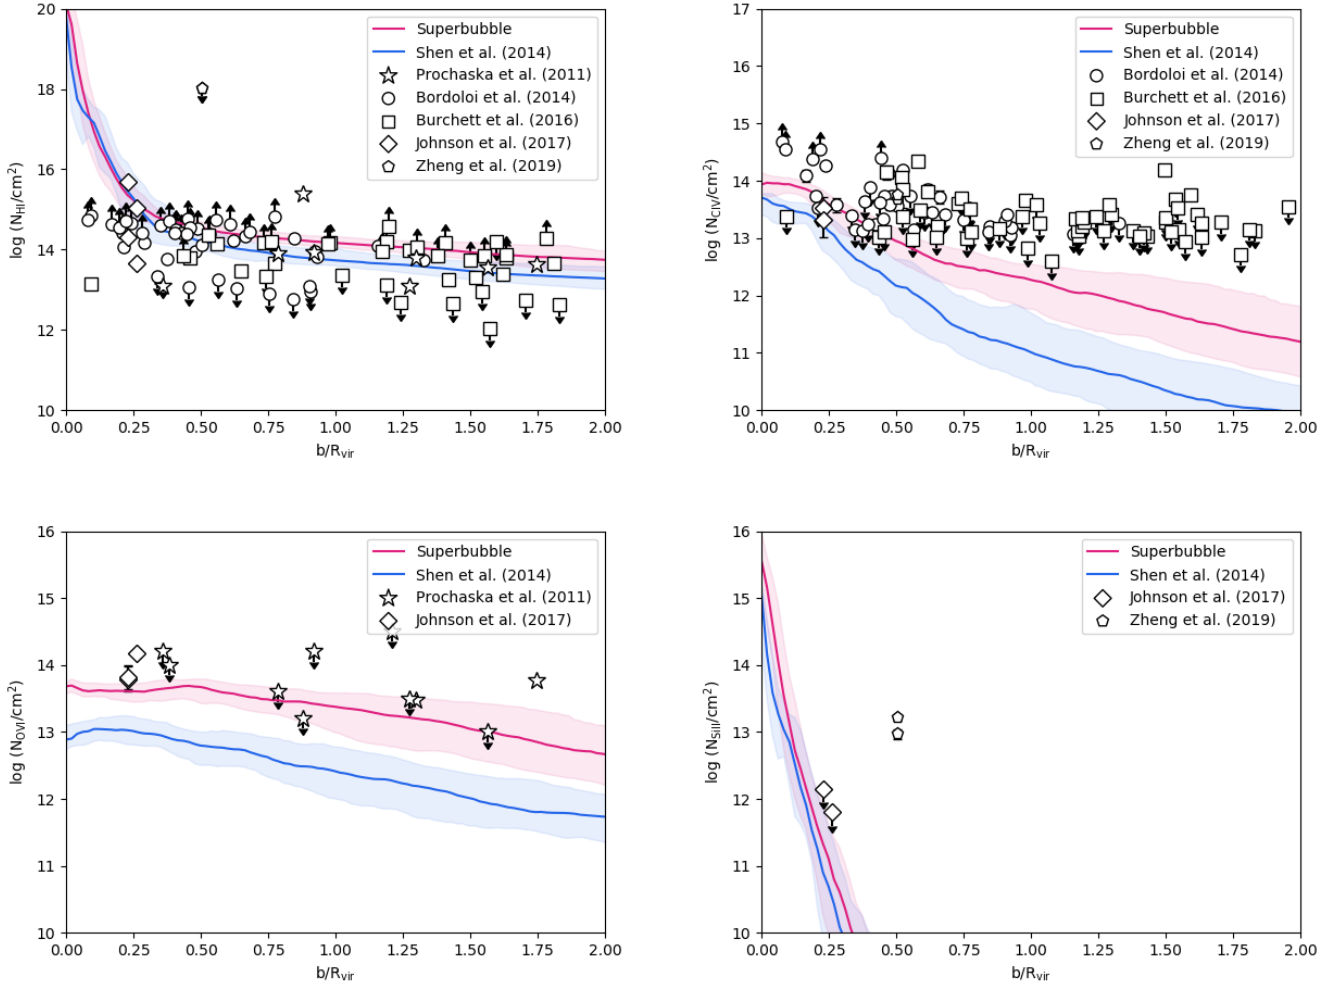 20
18
16
14
12
10
log (N_HI/cm²)
0.00 0.25 0.50 0.75 1.00 1.25 1.50 1.75 2.00
b/R_vir
Superbubble
Shen et al. (2014)
Prochaska et al. (2011)
Bordoloi et al. (2014)
Burchett et al. (2016)
Johnson et al. (2017)
Zheng et al. (2019)
17
16
15
14
13
12
11
10
log (N_CIV/cm²)
0.00 0.25 0.50 0.75 1.00 1.25 1.50 1.75 2.00
b/R_vir
Superbubble
Shen et al. (2014)
Bordoloi et al. (2014)
Burchett et al. (2016)
Johnson et al. (2017)
Zheng et al. (2019)
16
15
14
13
12
11
10
log (N_OVI/cm²)
0.00 0.25 0.50 0.75 1.00 1.25 1.50 1.75 2.00
b/R_vir
Superbubble
Shen et al. (2014)
Prochaska et al. (2011)
Johnson et al. (2017)
16
15
14
13
12
11
10
log (N_SiII/cm²)
0.00 0.25 0.50 0.75 1.00 1.25 1.50 1.75 2.00
b/R_vir
Superbubble
Shen et al. (2014)
Johnson et al. (2017)
Zheng et al. (2019)